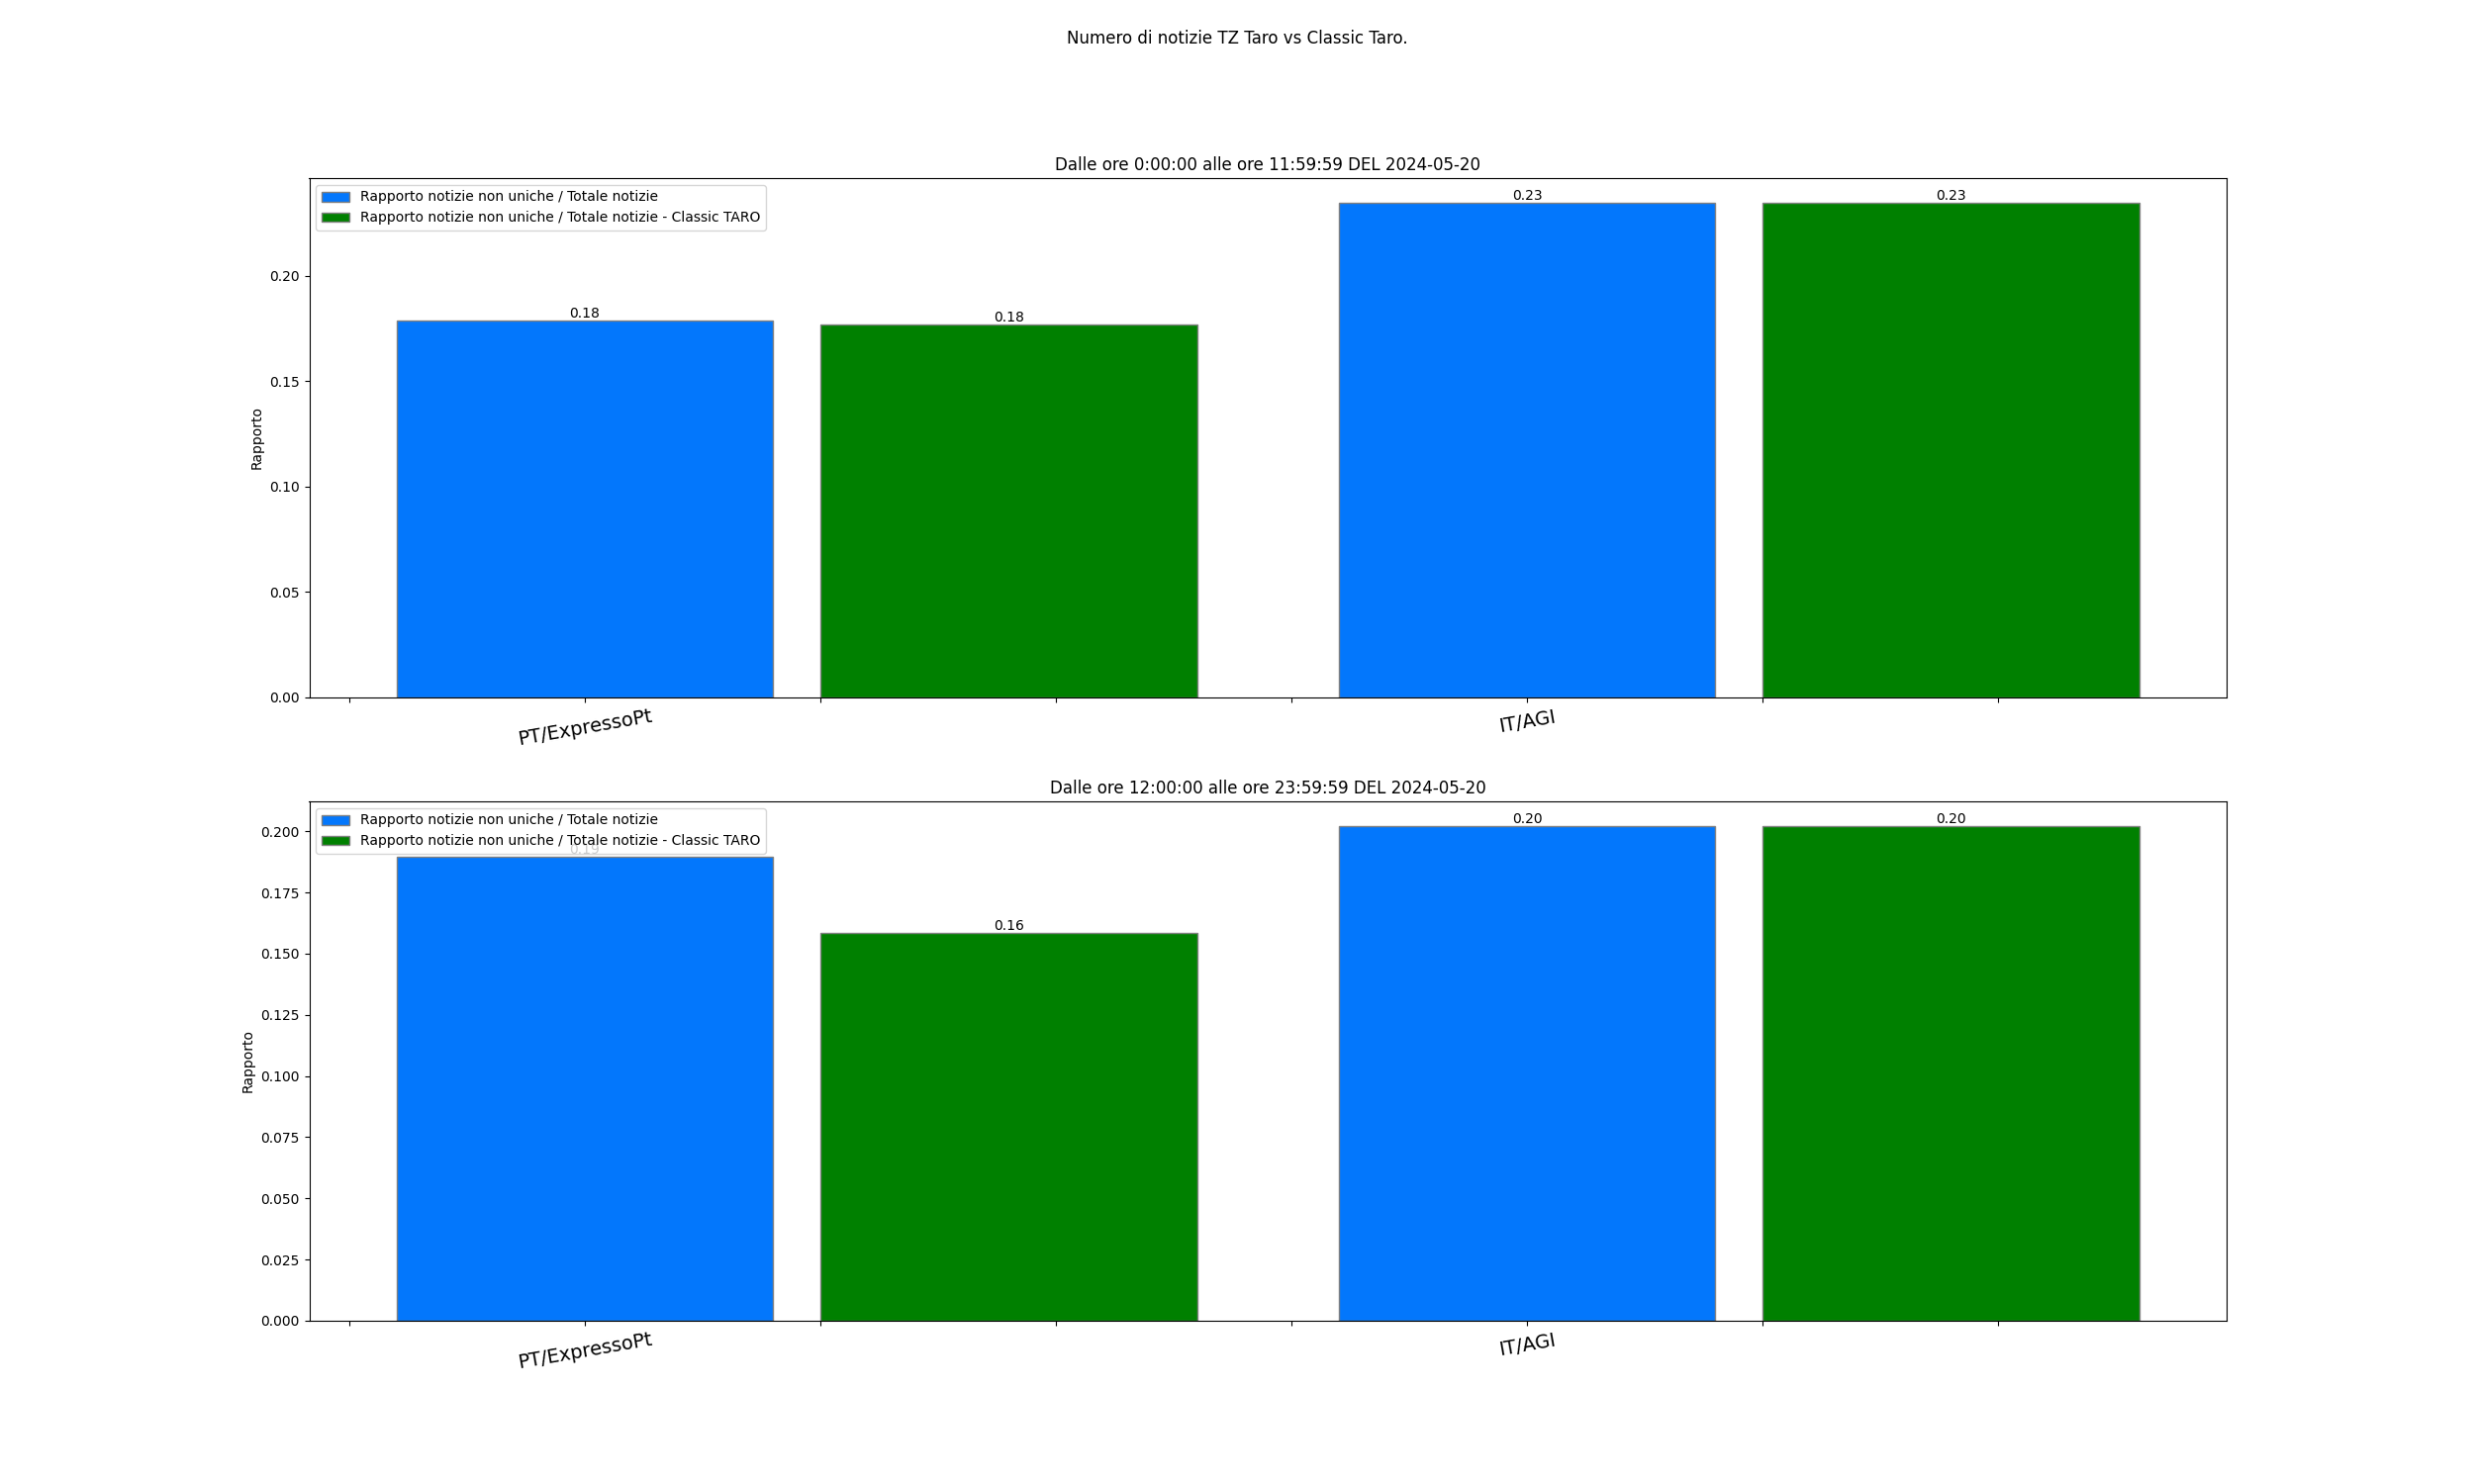 Numero di notizie TZ Taro vs Classic Taro.
Dalle ore 0:00:00 alle ore 11:59:59 DEL 2024-05-20
Rapporto notizie non uniche / Totale notizie
Rapporto notizie non uniche / Totale notizie - Classic TARO
0.18
0.18
0.23
0.23
0.20
0.15
0.10
0.05
0.00
Rapporto
PT/ExpressoPt
IT/AGI
Dalle ore 12:00:00 alle ore 23:59:59 DEL 2024-05-20
Rapporto notizie non uniche / Totale notizie
Rapporto notizie non uniche / Totale notizie - Classic TARO
0.19
0.16
0.20
0.20
0.200
0.175
0.150
0.125
0.100
0.075
0.050
0.025
0.000
Rapporto
PT/ExpressoPt
IT/AGI